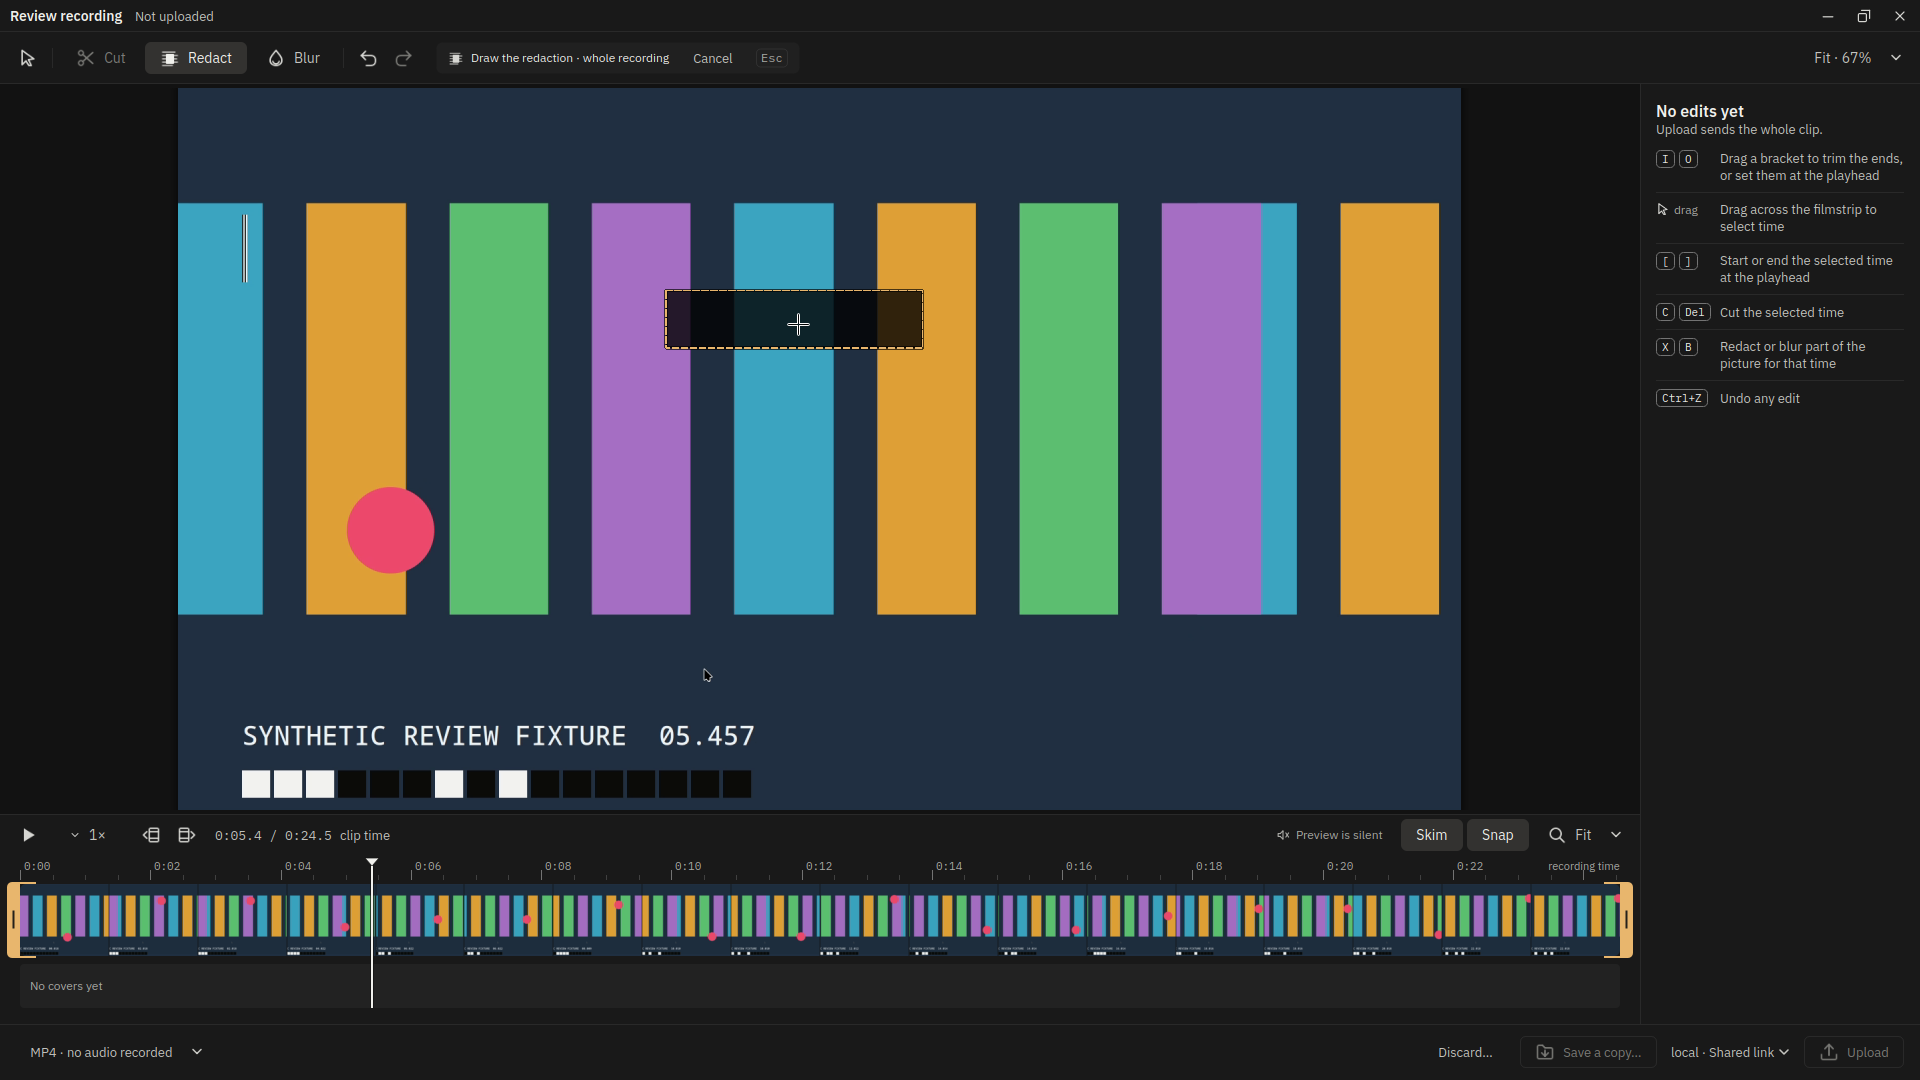 Review recording Not uploaded
Cut Redact Blur Draw the redaction · whole recording Cancel Esc Fit · 67%
No edits yet
Upload sends the whole clip.
I O Drag a bracket to trim the ends,
or set them at the playhead
drag Drag across the filmstrip to
select time
[ ] Start or end the selected time
at the playhead
C Del Cut the selected time
X B Redact or blur part of the
picture for that time
Ctrl+Z Undo any edit
SYNTHETIC REVIEW FIXTURE 05.457
1× 0:05.4 / 0:24.5 clip time Preview is silent Skim Snap Fit
0:00 0:02 0:04 0:06 0:08 0:10 0:12 0:14 0:16 0:18 0:20 0:22 recording time
No covers yet
MP4 · no audio recorded Discard... Save a copy... local · Shared link Upload